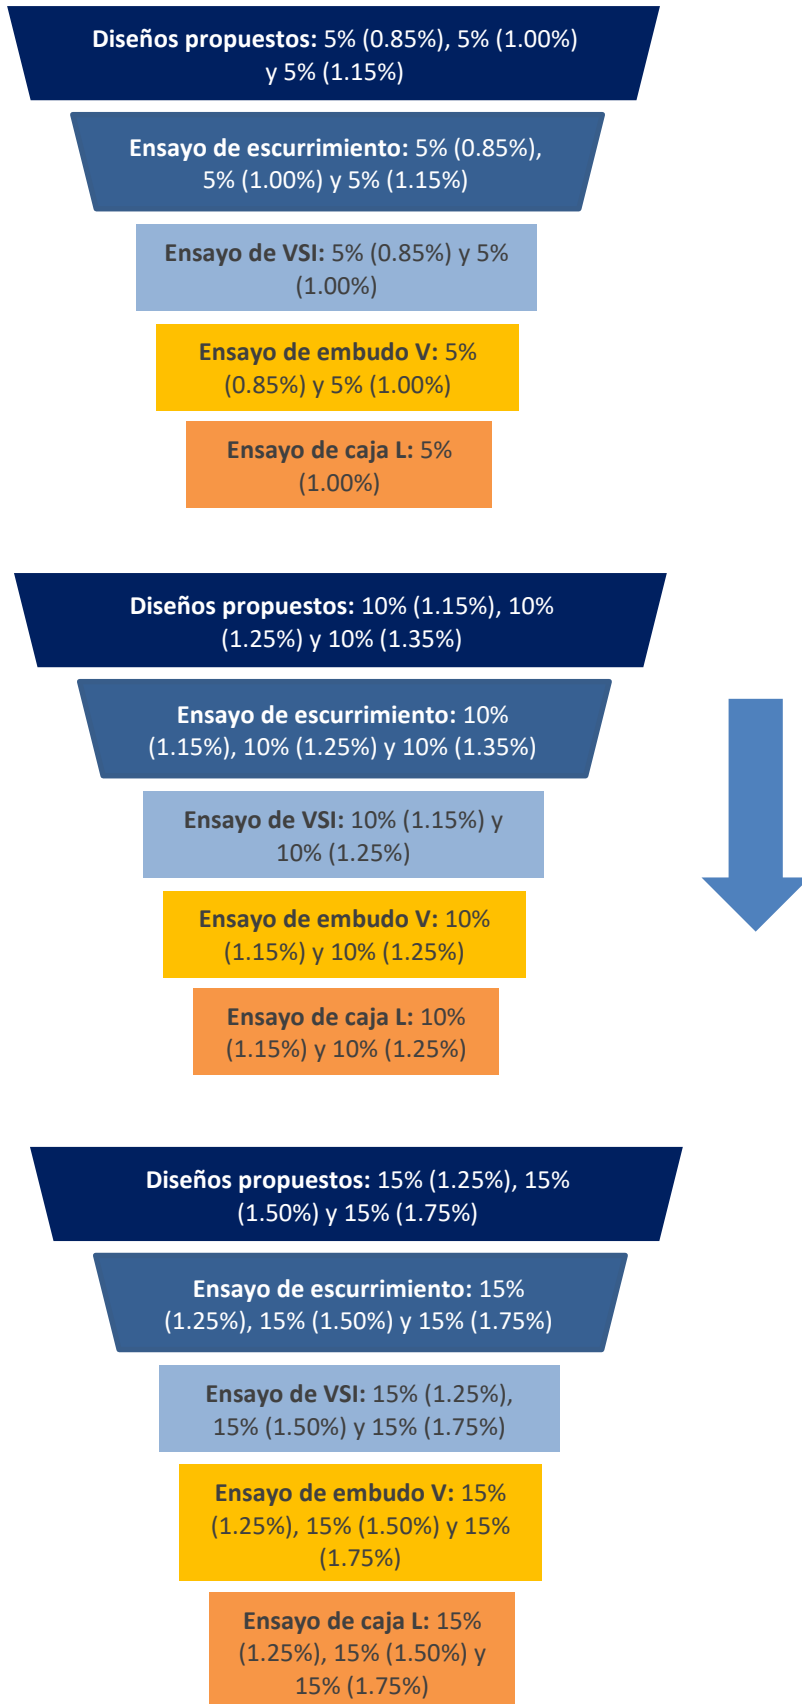 Diseños propuestos: 5% (0.85%), 5% (1.00%)
y 5% (1.15%)
Ensayo de escurrimiento: 5% (0.85%),
5% (1.00%) y 5% (1.15%)
Ensayo de VSI: 5% (0.85%) y 5%
(1.00%)
Ensayo de embudo V: 5%
(0.85%) y 5% (1.00%)
Ensayo de caja L: 5%
(1.00%)
Diseños propuestos: 10% (1.15%), 10%
(1.25%) y 10% (1.35%)
Ensayo de escurrimiento: 10%
(1.15%), 10% (1.25%) y 10% (1.35%)
Ensayo de VSI: 10% (1.15%) y
10% (1.25%)
Ensayo de embudo V: 10%
(1.15%) y 10% (1.25%)
Ensayo de caja L: 10%
(1.15%) y 10% (1.25%)
Diseños propuestos: 15% (1.25%), 15%
(1.50%) y 15% (1.75%)
Ensayo de escurrimiento: 15%
(1.25%), 15% (1.50%) y 15% (1.75%)
Ensayo de VSI: 15% (1.25%),
15% (1.50%) y 15% (1.75%)
Ensayo de embudo V: 15%
(1.25%), 15% (1.50%) y 15%
(1.75%)
Ensayo de caja L: 15%
(1.25%), 15% (1.50%) y
15% (1.75%)